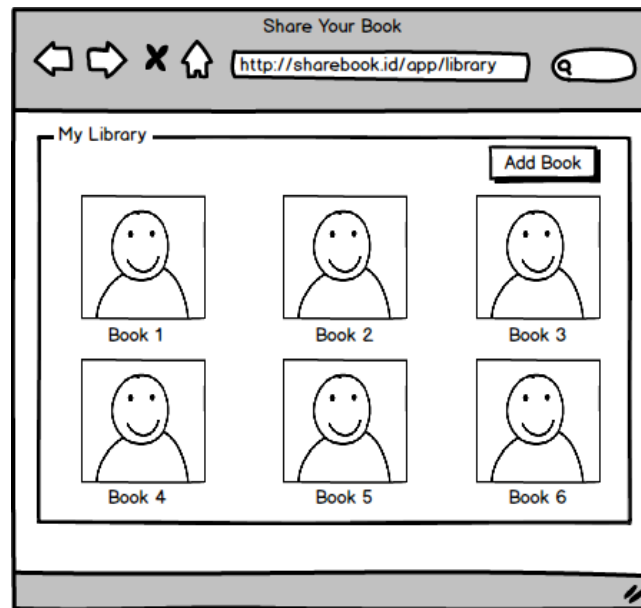 Share Your Book
http://sharebook.id/app/library
My Library
Add Book
Book 1
Book 2
Book 3
Book 4
Book 5
Book 6